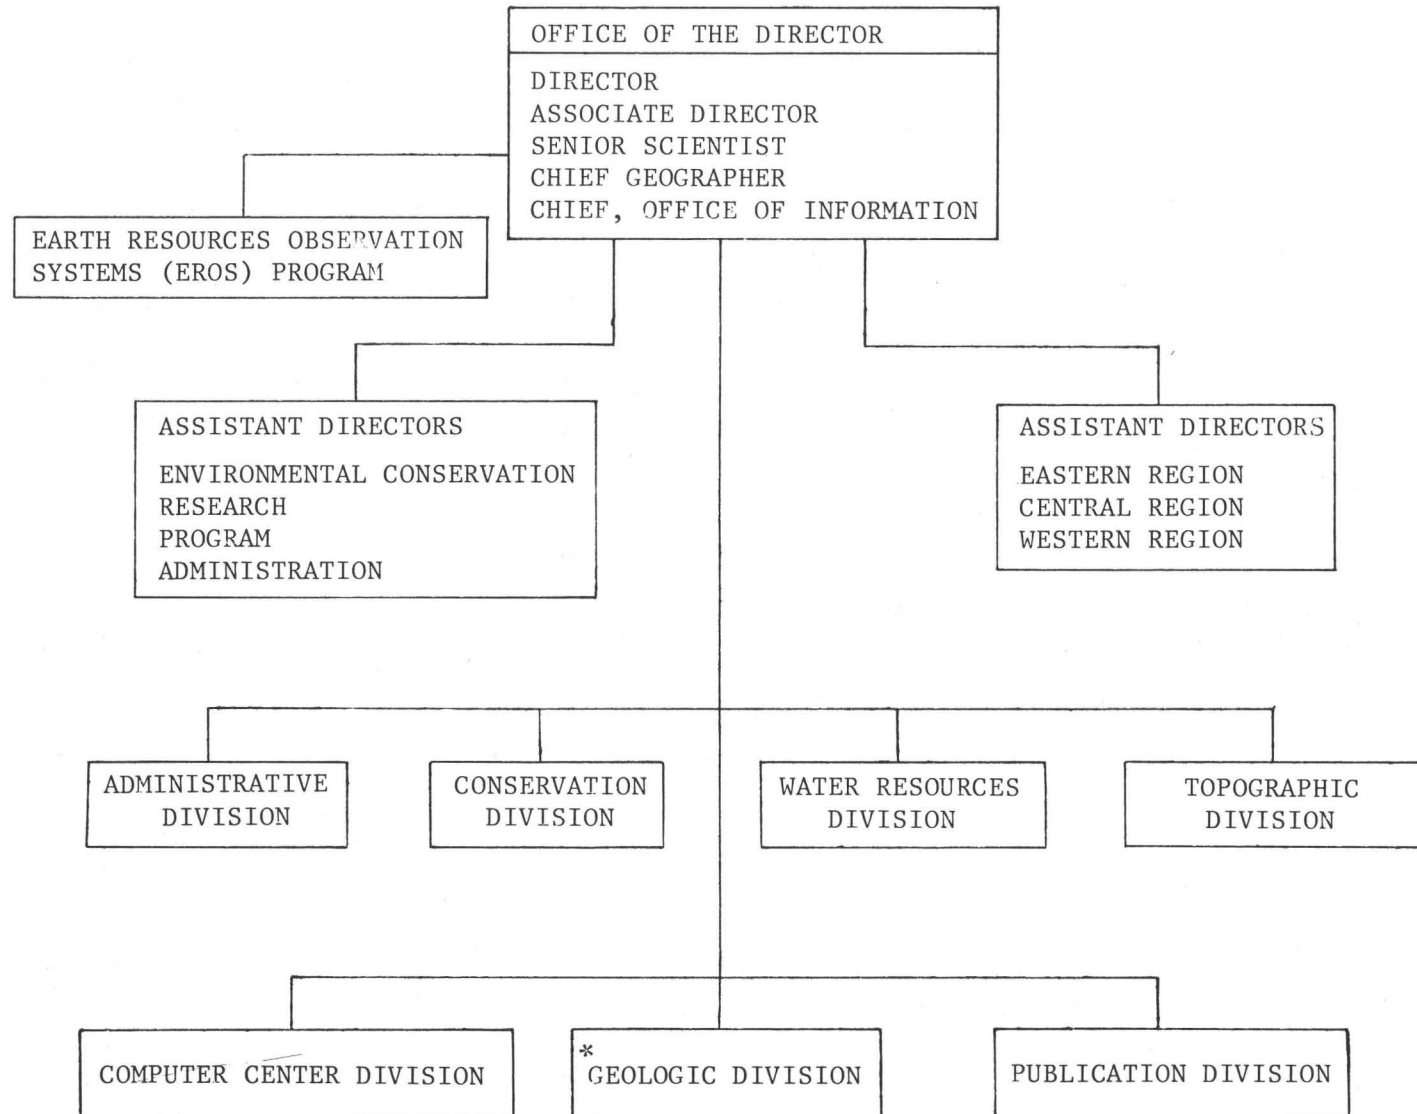 OFFICE OF THE DIRECTOR
DIRECTOR
ASSOCIATE DIRECTOR
SENIOR SCIENTIST
CHIEF GEOGRAPHER
CHIEF, OFFICE OF INFORMATION
EARTH RESOURCES OBSERVATION
SYSTEMS (EROS) PROGRAM
ASSISTANT DIRECTORS
ENVIRONMENTAL CONSERVATION
RESEARCH
PROGRAM
ADMINISTRATION
ASSISTANT DIRECTORS
EASTERN REGION
CENTRAL REGION
WESTERN REGION
ADMINISTRATIVE
DIVISION
CONSERVATION
DIVISION
WATER RESOURCES
DIVISION
TOPOGRAPHIC
DIVISION
COMPUTER CENTER DIVISION
*
GEOLOGIC DIVISION
PUBLICATION DIVISION